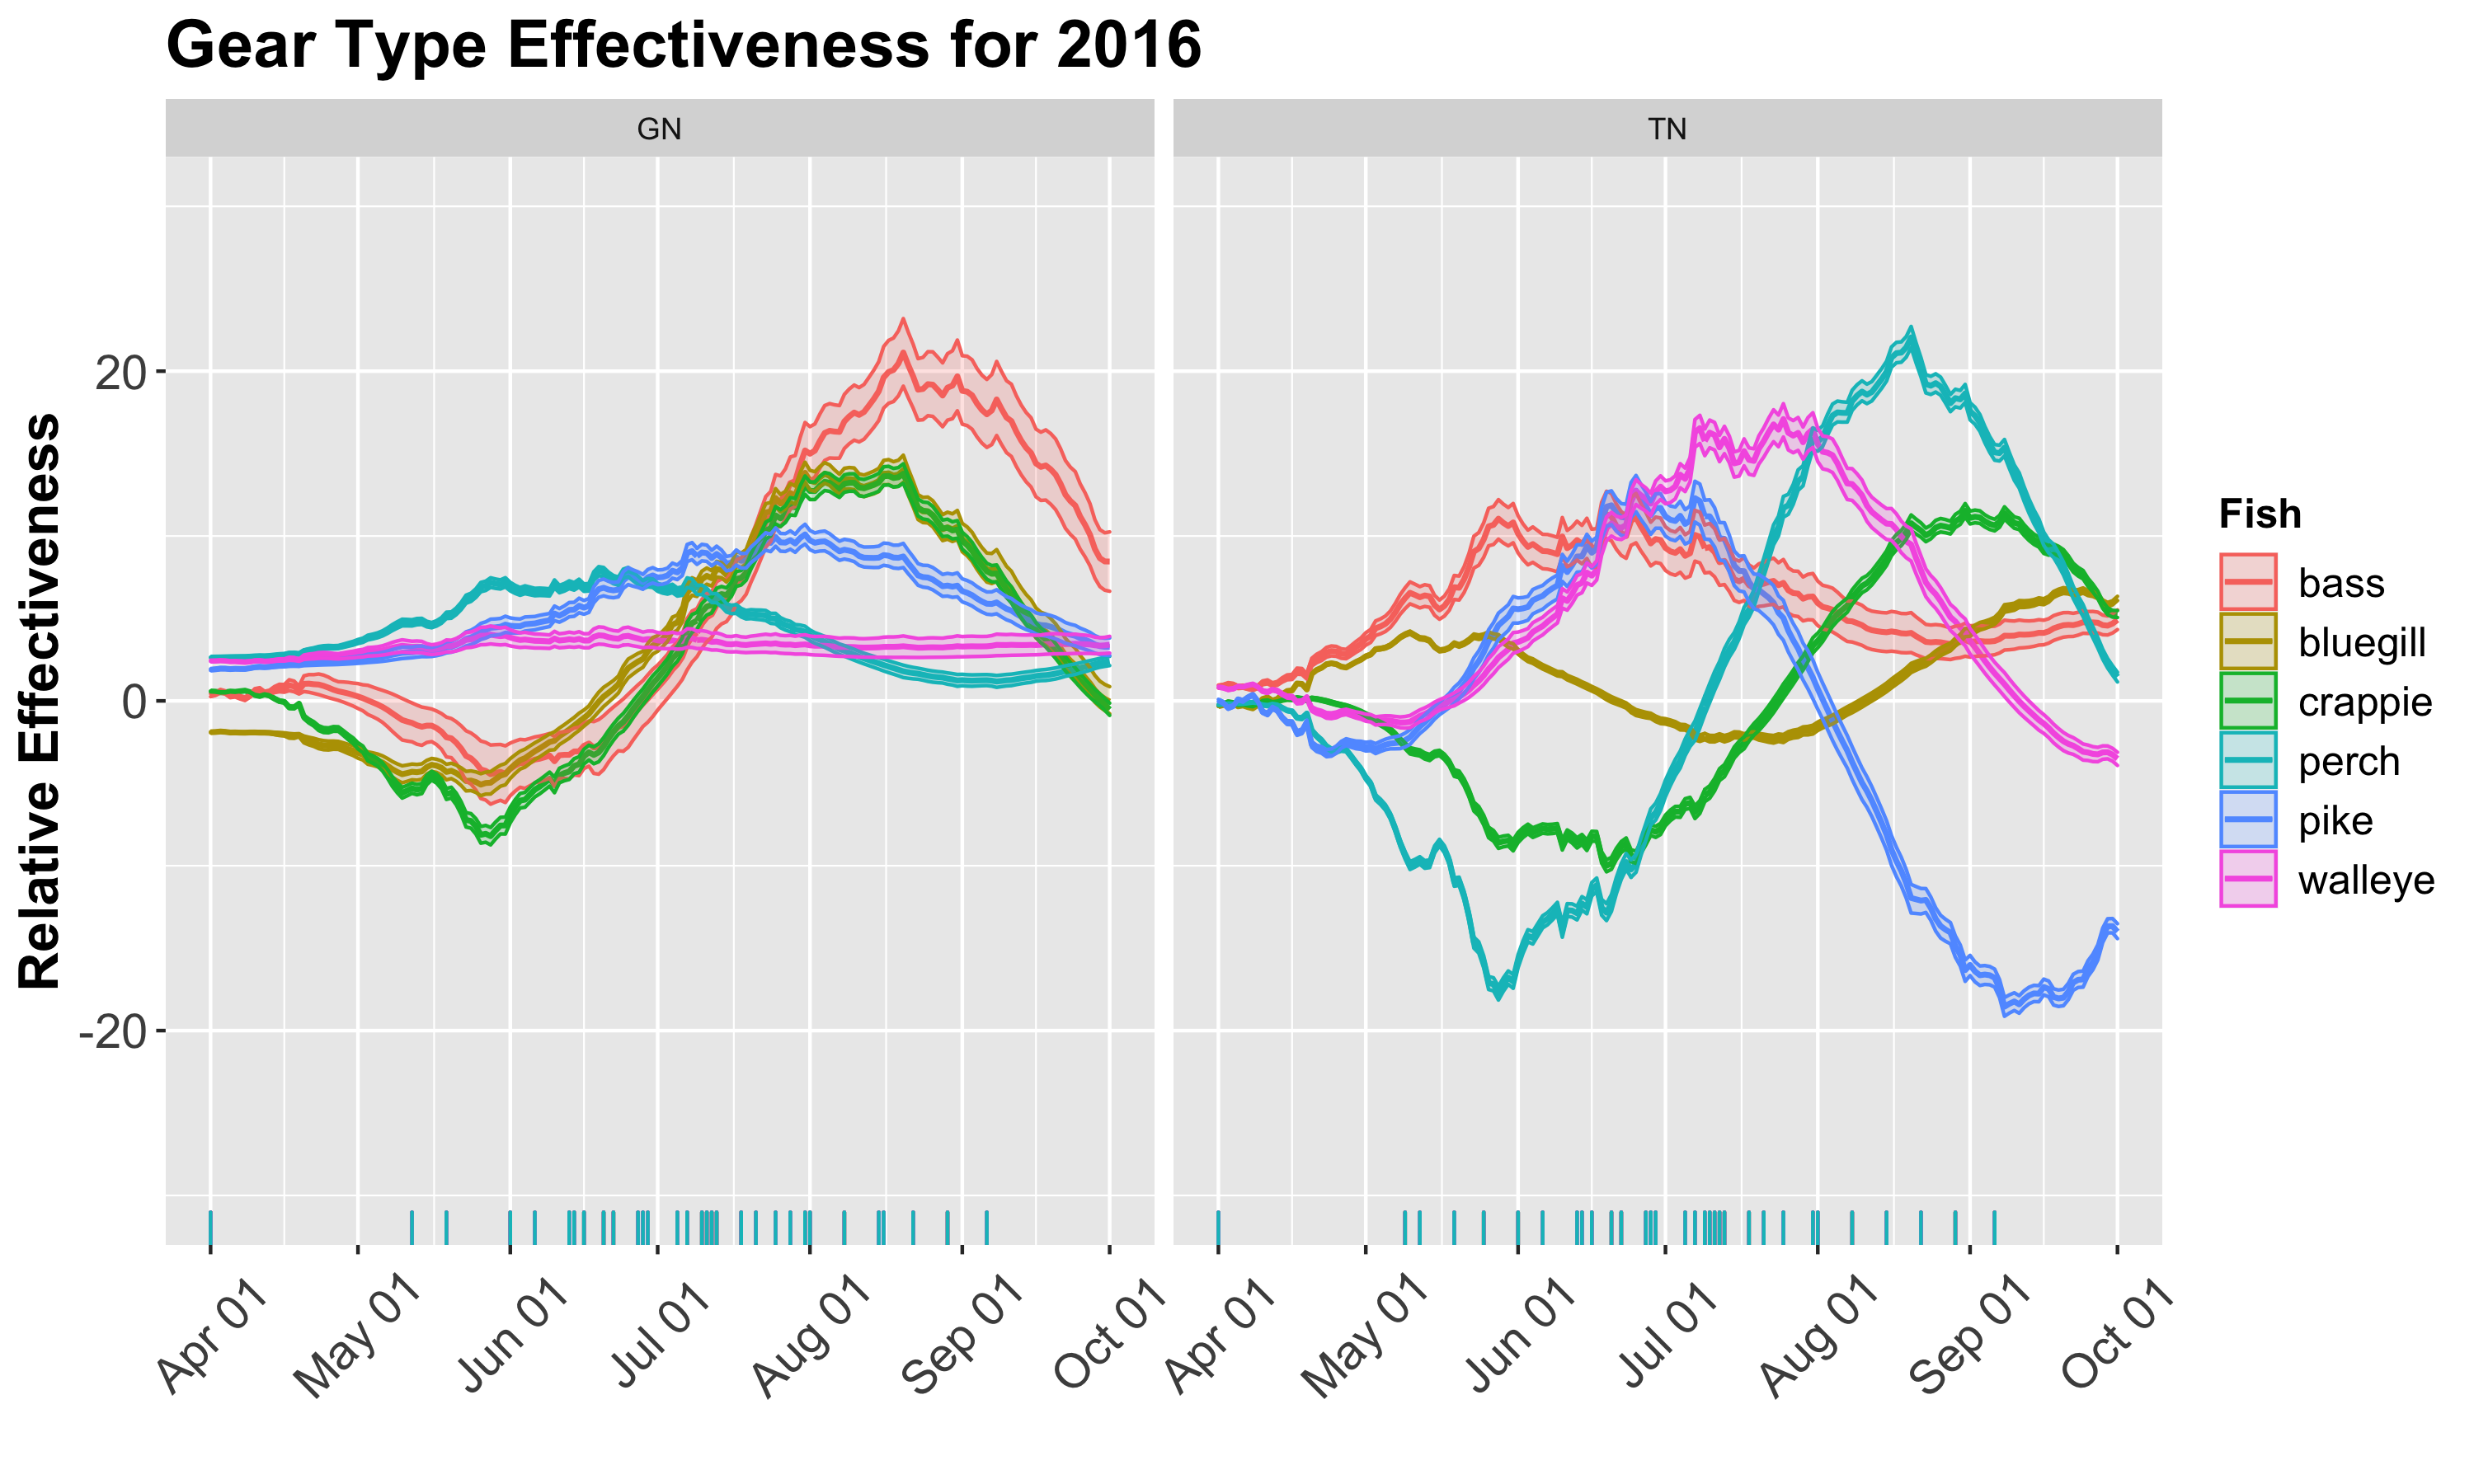 Gear Type Effectiveness for 2016
GN
TN
Relative Effectiveness
20
0
-20
Apr 01
May 01
Jun 01
Jul 01
Aug 01
Sep 01
Oct 01
Apr 01
May 01
Jun 01
Jul 01
Aug 01
Sep 01
Oct 01
Fish
bass
bluegill
crappie
perch
pike
walleye